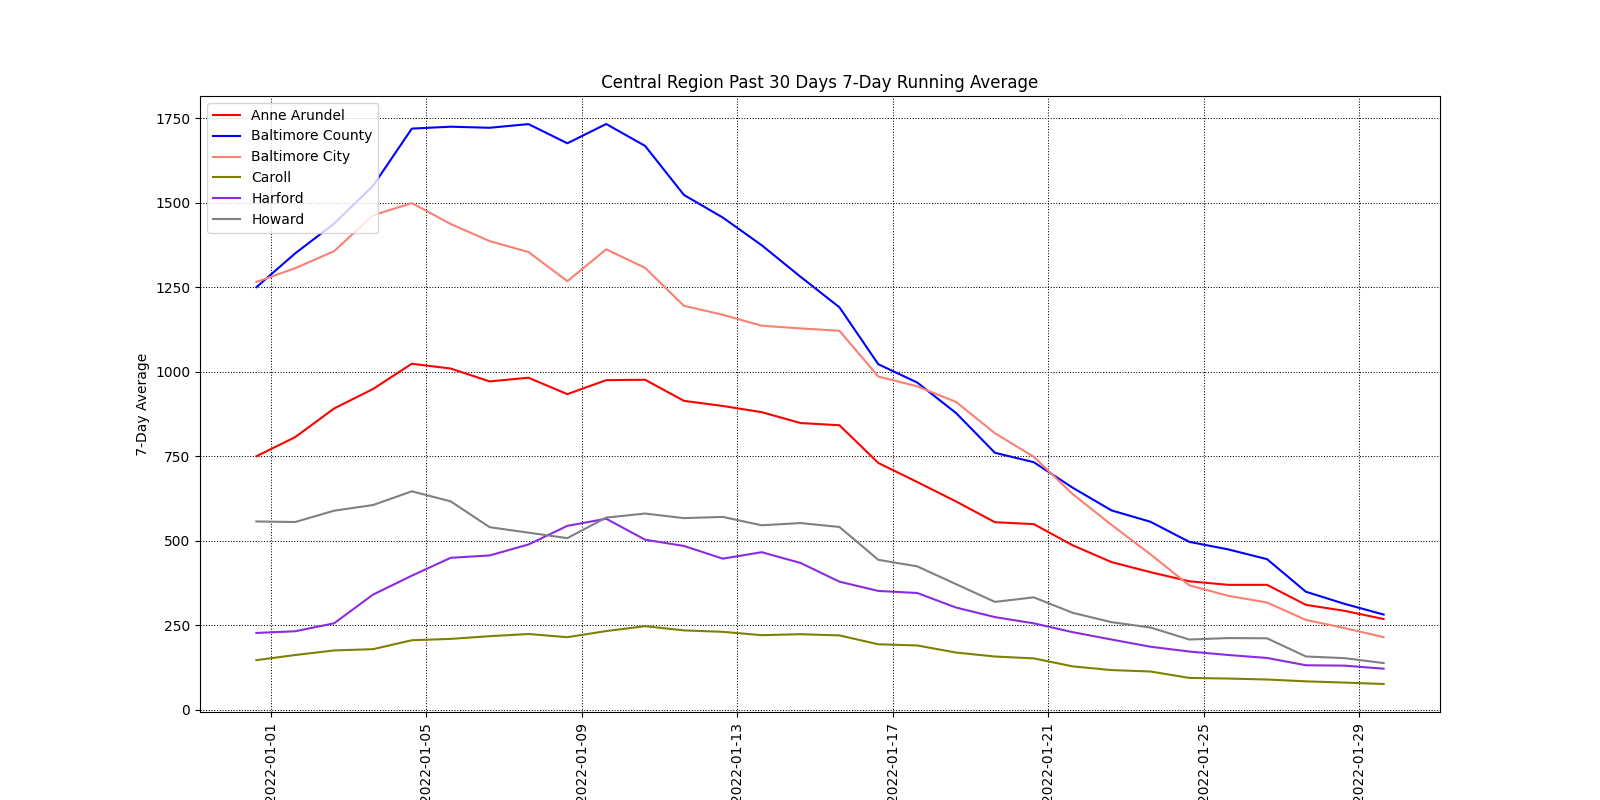 Central Region Past 30 Days 7-Day Running Average
Anne Arundel
Baltimore County
Baltimore City
Caroll
Harford
Howard
7-Day Average
1750
1500
1250
1000
750
500
250
0
2022-01-01
2022-01-05
2022-01-09
2022-01-13
2022-01-17
2022-01-21
2022-01-25
2022-01-29